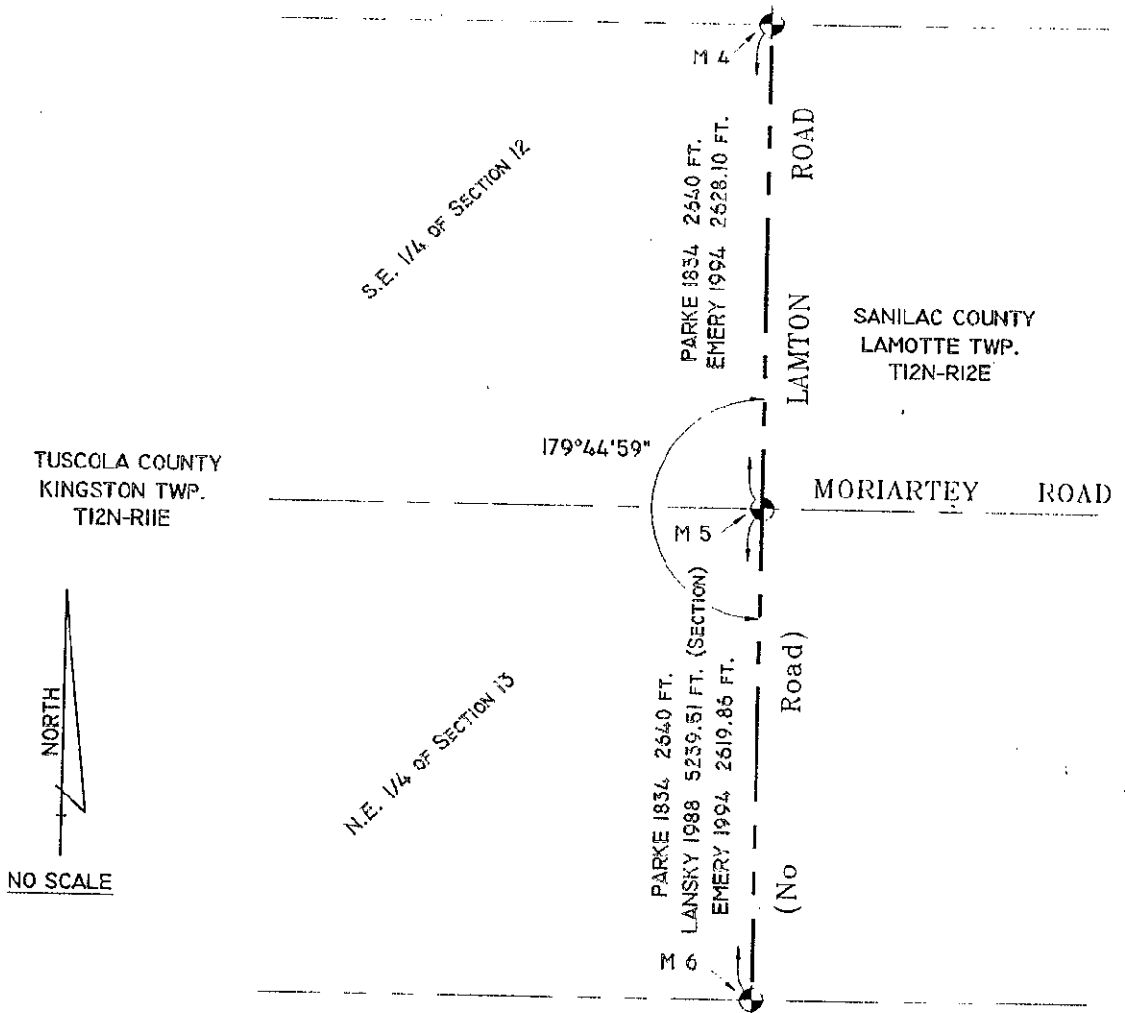 M 4
ROAD
S.E. 1/4 OF SECTION 12
PARKE 1834 2640 FT.
EMERY 1994 2628.10 FT.
LAMTON
SANILAC COUNTY
LAMOTTE TWP.
T12N-R12E
179°44'59"
TUSCOLA COUNTY
KINGSTON TWP.
T12N-R11E
MORIARTEY ROAD
M 5
NORTH
NO SCALE
N.E. 1/4 OF SECTION 13
PARKE 1834 2640 FT.
LANSKY 1988 5239.51 FT. (SECTION)
EMERY 1994 2619.86 FT.
(No Road)
M 6